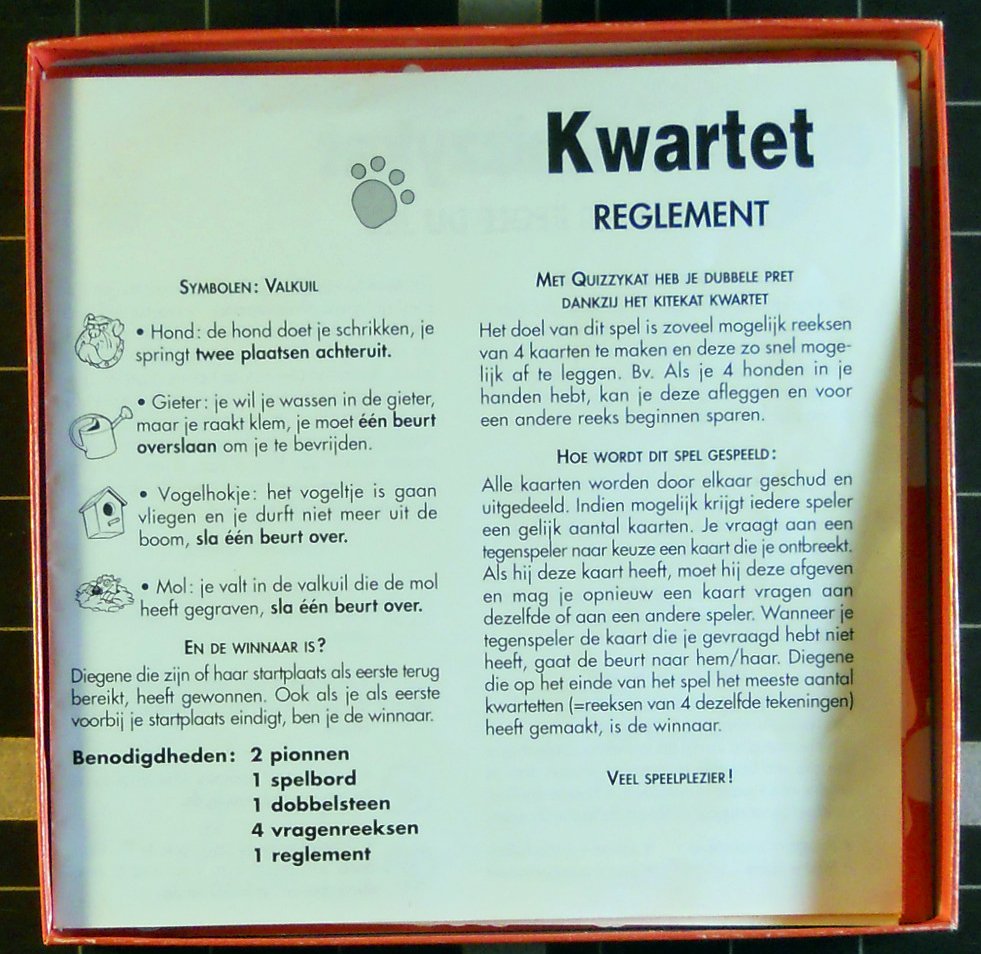 Kwartet
REGLEMENT
SYMBOLEN: VALKUIL
• Hond: de hond doet je schrikken, je
springt twee plaatsen achteruit.
• Gieter: je wil je wassen in de gieter,
maar je raakt klem, je moet één beurt
overslaan om je te bevrijden.
• Vogelhokje: het vogeltje is gaan
vliegen en je durft niet meer uit de
boom, sla één beurt over.
• Mol: je valt in de valkuil die de mol
heeft gegraven, sla één beurt over.
EN DE WINNAAR IS?
Diegene die zijn of haar startplaats als eerste terug
bereikt, heeft gewonnen. Ook als je als eerste
voorbij je startplaats eindigt, ben je de winnaar.
Benodigdheden: 2 pionnen
1 spelbord
1 dobbelsteen
4 vragenreeksen
1 reglement
MET QUIZZYKAT HEB JE DUBBELE PRET
DANKZIJ HET KITEKAT KWARTET
Het doel van dit spel is zoveel mogelijk reeksen
van 4 kaarten te maken en deze zo snel moge-
lijk af te leggen. Bv. Als je 4 honden in je
handen hebt, kan je deze afleggen en voor
een andere reeks beginnen sparen.
HOE WORDT DIT SPEL GESPEELD:
Alle kaarten worden door elkaar geschud en
uitgedeeld. Indien mogelijk krijgt iedere speler
een gelijk aantal kaarten. Je vraagt aan een
tegenspeler naar keuze een kaart die je ontbreekt.
Als hij deze kaart heeft, moet hij deze afgeven
en mag je opnieuw een kaart vragen aan
dezelfde of aan een andere speler. Wanneer je
tegenspeler de kaart die je gevraagd hebt niet
heeft, gaat de beurt naar hem/haar. Diegene
die op het einde van het spel het meeste aantal
kwartetten (=reeksen van 4 dezelfde tekeningen)
heeft gemaakt, is de winnaar.
VEEL SPEELPLEZIER!